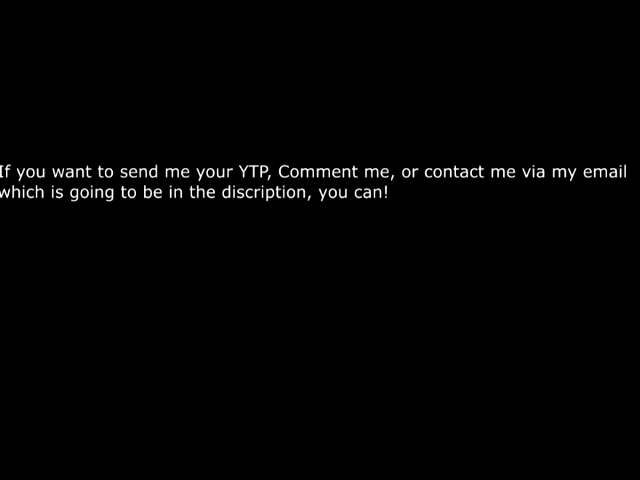 If you want to send me your YTP, Comment me, or contact me via my email
which is going to be in the discription, you can!